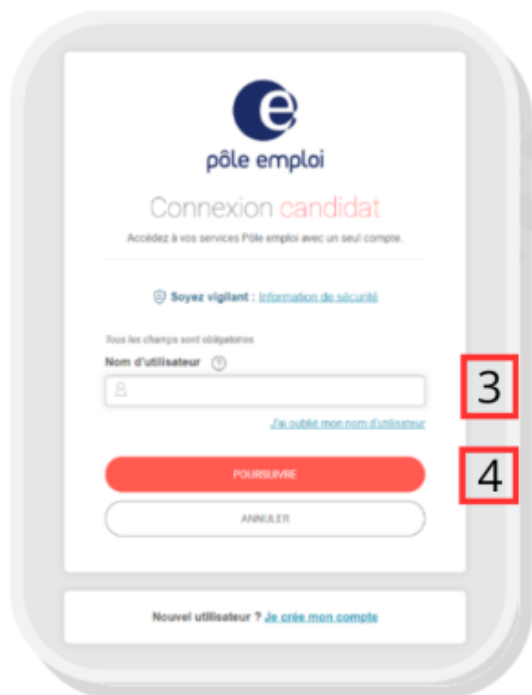 pôle emploi
Connexion candidat
Accédez à vos services Pôle emploi avec un seul compte.
Soyez vigilant : Information de sécurité
Tous les champs sont obligatoires
Nom d'utilisateur ?
3
J'ai oublié mon nom d'utilisateur
POURSUIVRE
4
ANNULER
Nouvel utilisateur ? Je crée mon compte